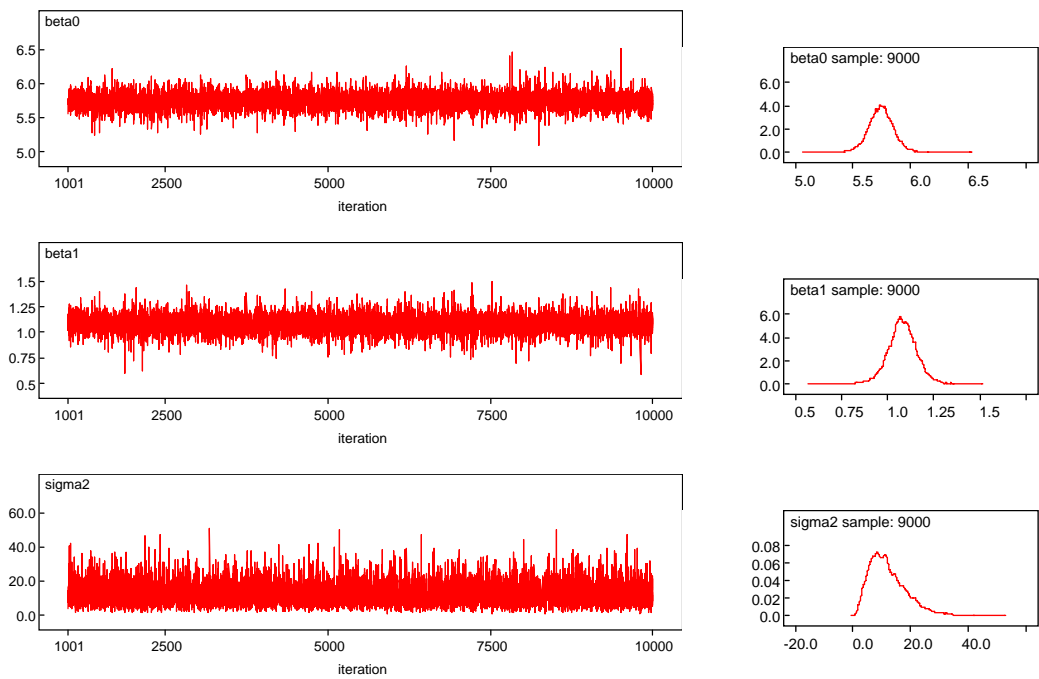 beta0
6.5
6.0
5.5
5.0
1001 2500 5000 7500 10000
iteration
beta0 sample: 9000
6.0
4.0
2.0
0.0
5.0 5.5 6.0 6.5
beta1
1.5
1.25
1.0
0.75
0.5
1001 2500 5000 7500 10000
iteration
beta1 sample: 9000
6.0
4.0
2.0
0.0
0.5 0.75 1.0 1.25 1.5
sigma2
60.0
40.0
20.0
0.0
1001 2500 5000 7500 10000
iteration
sigma2 sample: 9000
0.08
0.06
0.04
0.02
0.0
-20.0 0.0 20.0 40.0